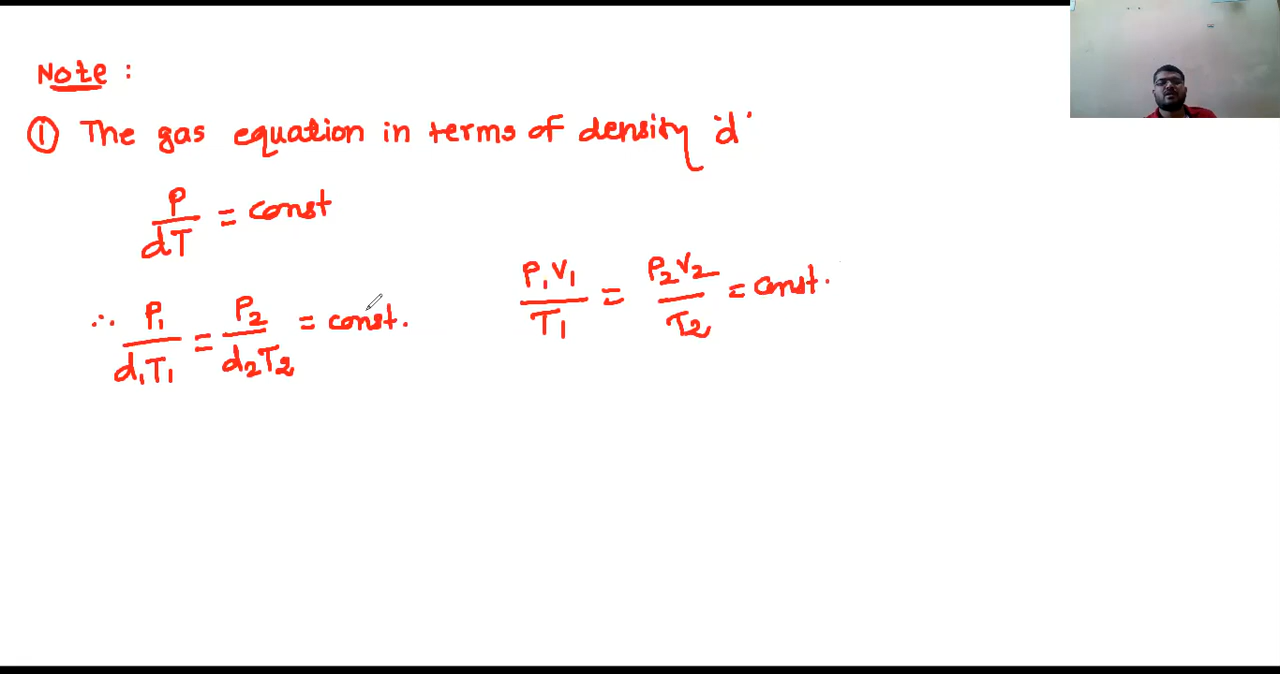 Note :
① The gas equation in terms of density 'd'
P/dT = const
∴ P₁/d₁T₁ = P₂/d₂T₂ = const.
P₁V₁/T₁ = P₂V₂/T₂ = const.